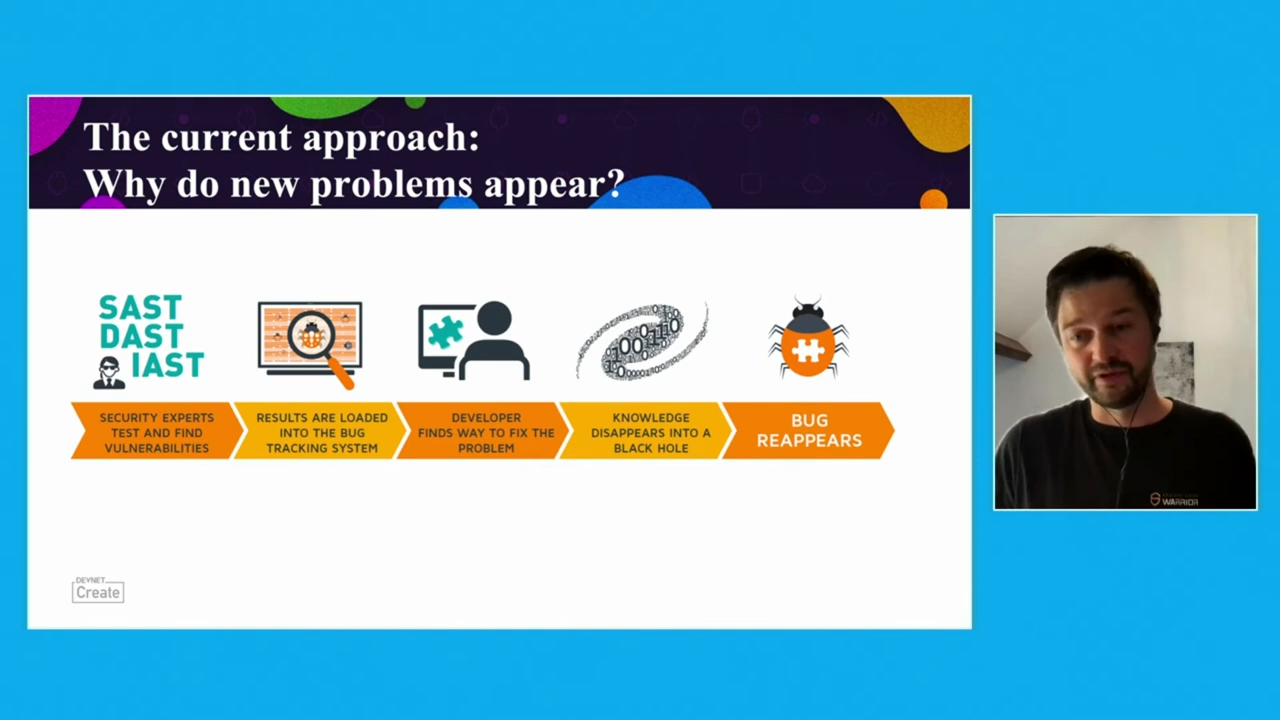 The current approach:
Why do new problems appear?
SAST
DAST
IAST
SECURITY EXPERTS
TEST AND FIND
VULNERABILITIES
RESULTS ARE LOADED
INTO THE BUG
TRACKING SYSTEM
DEVELOPER
FINDS WAY TO FIX THE
PROBLEM
KNOWLEDGE
DISAPPEARS INTO A
BLACK HOLE
BUG
REAPPEARS
DEVNET
Create
WARRIOR